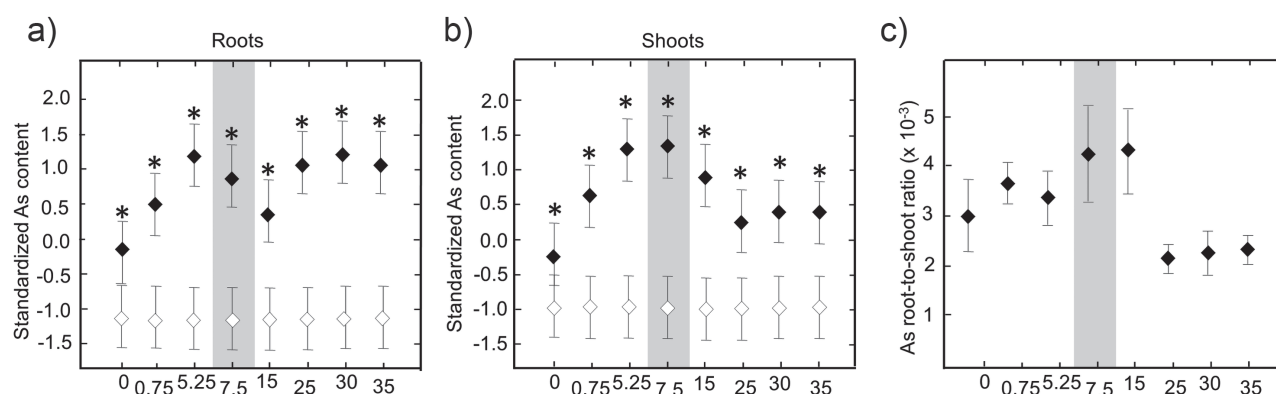 a)
Roots
Standardized As content
2.0
1.5
1.0
0.5
0.0
-0.5
-1.0
-1.5
* * * * * * * *
0 0.75 5.25 7.5 15 25 30 35
b)
Shoots
Standardized As content
2.0
1.5
1.0
0.5
0.0
-0.5
-1.0
-1.5
* * * * * * * *
0 0.75 5.25 7.5 15 25 30 35
c)
As root-to-shoot ratio (x 10-³)
5
4
3
2
1
0 0.75 5.25 7.5 15 25 30 35